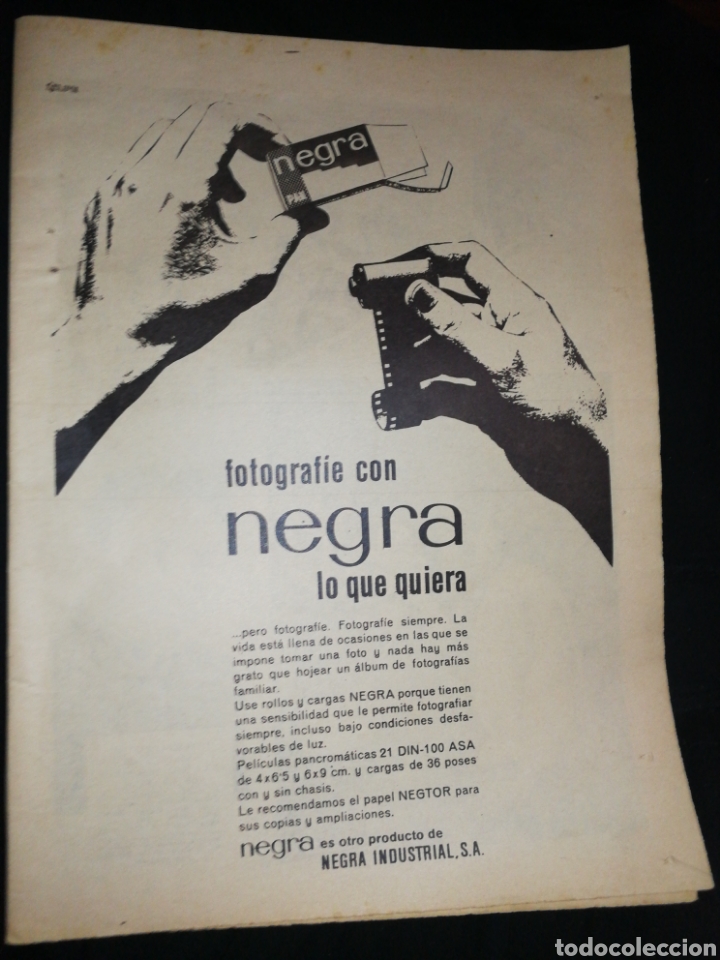 negra
PAN
fotografíe con
negra
lo que quiera
...pero fotografíe. Fotografíe siempre. La
vida está llena de ocasiones en las que se
impone tomar una foto y nada hay más
grato que hojear un álbum de fotografías
familiar.
Use rollos y cargas NEGRA porque tienen
una sensibilidad que le permite fotografiar
siempre, incluso bajo condiciones desfa-
vorables de luz.
Películas pancromáticas 21 DIN-100 ASA
de 4x6'5 y 6x9 cm. y cargas de 36 poses
con y sin chasis.
Le recomendamos el papel NEGTOR para
sus copias y ampliaciones.
negra es otro producto de
NEGRA INDUSTRIAL, S.A.
todocoleccion